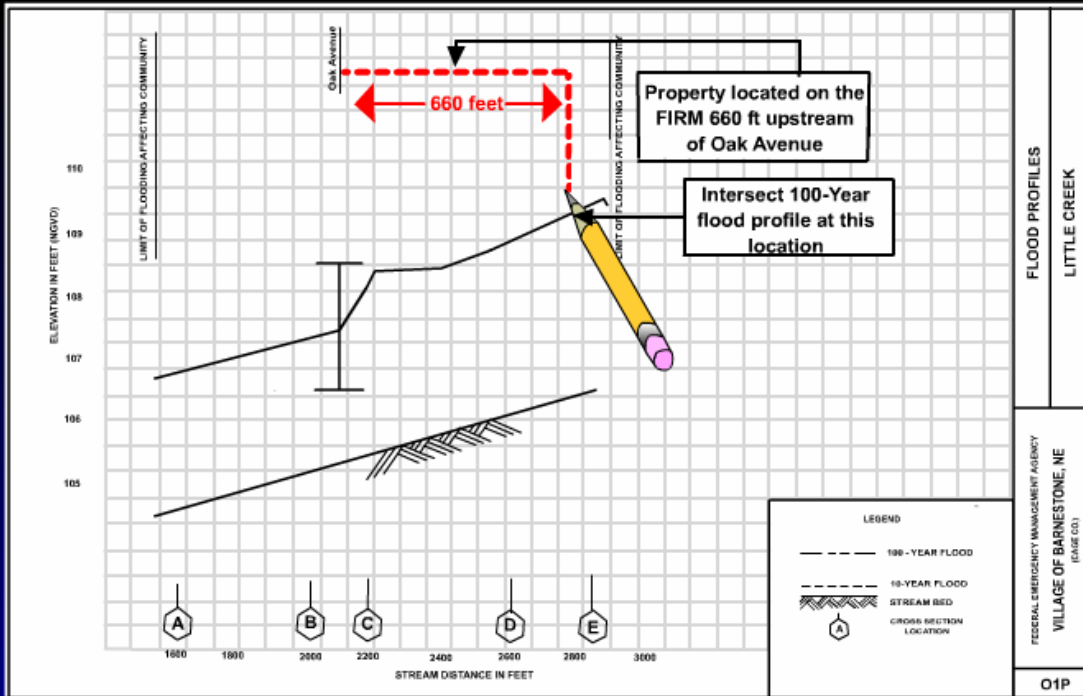 LIMIT OF FLOODING AFFECTING COMMUNITY
Oak Avenue
660 feet
LIMIT OF FLOODING AFFECTING COMMUNITY
Property located on the
FIRM 660 ft upstream
of Oak Avenue
Intersect 100-Year
flood profile at this
location
ELEVATION IN FEET (NGVD)
110
109
108
107
106
105
A
B
C
D
E
1600
1800
2000
2200
2400
2600
2800
3000
STREAM DISTANCE IN FEET
LEGEND
100 - YEAR FLOOD
10-YEAR FLOOD
STREAM BED
A
CROSS SECTION
LOCATION
FLOOD PROFILES
LITTLE CREEK
FEDERAL EMERGENCY MANAGEMENT AGENCY
VILLAGE OF BARNESTONE, NE
(CAGE CO.)
O1P